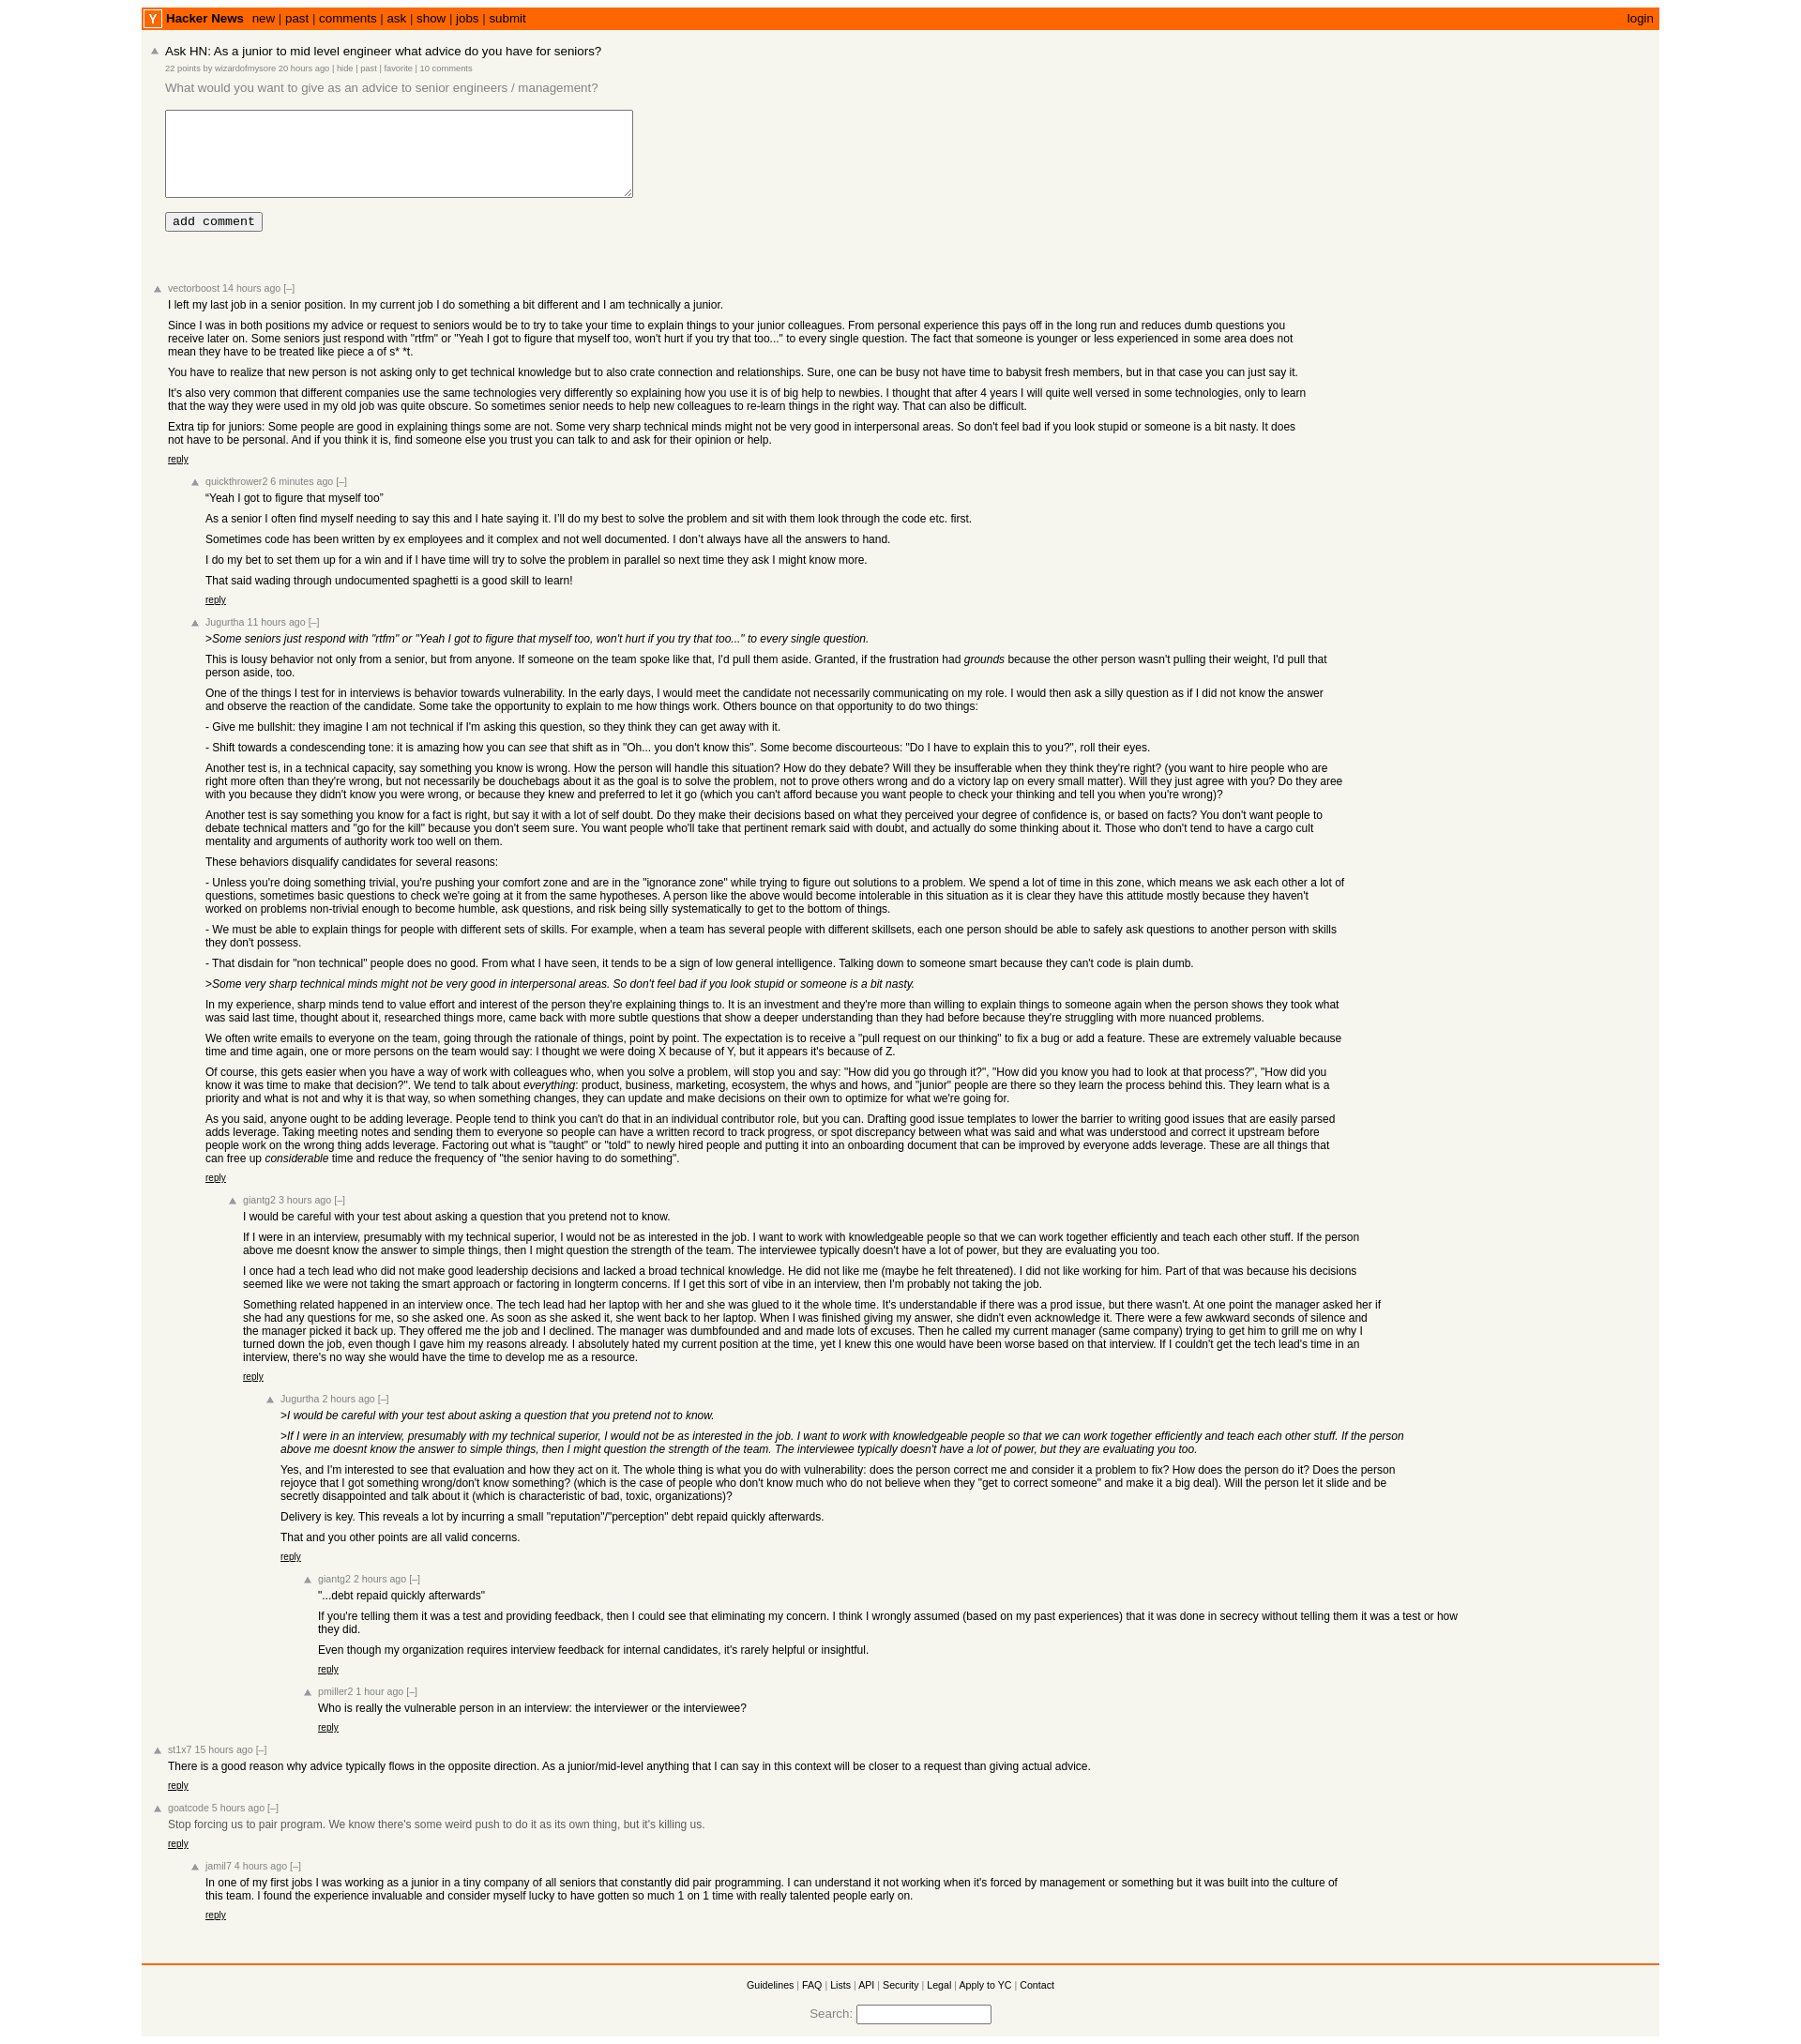 Y Hacker News new | past | comments | ask | show | jobs | submit login
Ask HN: As a junior to mid level engineer what advice do you have for seniors?
22 points by wizardofmysore 20 hours ago | hide | past | favorite | 10 comments
What would you want to give as an advice to senior engineers / management?
add comment
vectorboost 14 hours ago [–]
I left my last job in a senior position. In my current job I do something a bit different and I am technically a junior.
Since I was in both positions my advice or request to seniors would be to try to take your time to explain things to your junior colleagues. From personal experience this pays off in the long run and reduces dumb questions you
receive later on. Some seniors just respond with "rtfm" or "Yeah I got to figure that myself too, won't hurt if you try that too..." to every single question. The fact that someone is younger or less experienced in some area does not
mean they have to be treated like piece a of s* *t.
You have to realize that new person is not asking only to get technical knowledge but to also crate connection and relationships. Sure, one can be busy not have time to babysit fresh members, but in that case you can just say it.
It's also very common that different companies use the same technologies very differently so explaining how you use it is of big help to newbies. I thought that after 4 years I will quite well versed in some technologies, only to learn
that the way they were used in my old job was quite obscure. So sometimes senior needs to help new colleagues to re-learn things in the right way. That can also be difficult.
Extra tip for juniors: Some people are good in explaining things some are not. Some very sharp technical minds might not be very good in interpersonal areas. So don't feel bad if you look stupid or someone is a bit nasty. It does
not have to be personal. And if you think it is, find someone else you trust you can talk to and ask for their opinion or help.
reply
quickthrower2 6 minutes ago [–]
“Yeah I got to figure that myself too”
As a senior I often find myself needing to say this and I hate saying it. I’ll do my best to solve the problem and sit with them look through the code etc. first.
Sometimes code has been written by ex employees and it complex and not well documented. I don’t always have all the answers to hand.
I do my bet to set them up for a win and if I have time will try to solve the problem in parallel so next time they ask I might know more.
That said wading through undocumented spaghetti is a good skill to learn!
reply
Jugurtha 11 hours ago [–]
>Some seniors just respond with "rtfm" or "Yeah I got to figure that myself too, won't hurt if you try that too..." to every single question.
This is lousy behavior not only from a senior, but from anyone. If someone on the team spoke like that, I'd pull them aside. Granted, if the frustration had grounds because the other person wasn't pulling their weight, I'd pull that
person aside, too.
One of the things I test for in interviews is behavior towards vulnerability. In the early days, I would meet the candidate not necessarily communicating on my role. I would then ask a silly question as if I did not know the answer
and observe the reaction of the candidate. Some take the opportunity to explain to me how things work. Others bounce on that opportunity to do two things:
- Give me bullshit: they imagine I am not technical if I'm asking this question, so they think they can get away with it.
- Shift towards a condescending tone: it is amazing how you can see that shift as in "Oh... you don't know this". Some become discourteous: "Do I have to explain this to you?", roll their eyes.
Another test is, in a technical capacity, say something you know is wrong. How the person will handle this situation? How do they debate? Will they be insufferable when they think they're right? (you want to hire people who are
right more often than they're wrong, but not necessarily be douchebags about it as the goal is to solve the problem, not to prove others wrong and do a victory lap on every small matter). Will they just agree with you? Do they aree
with you because they didn't know you were wrong, or because they knew and preferred to let it go (which you can't afford because you want people to check your thinking and tell you when you're wrong)?
Another test is say something you know for a fact is right, but say it with a lot of self doubt. Do they make their decisions based on what they perceived your degree of confidence is, or based on facts? You don't want people to
debate technical matters and "go for the kill" because you don't seem sure. You want people who'll take that pertinent remark said with doubt, and actually do some thinking about it. Those who don't tend to have a cargo cult
mentality and arguments of authority work too well on them.
These behaviors disqualify candidates for several reasons:
- Unless you're doing something trivial, you're pushing your comfort zone and are in the "ignorance zone" while trying to figure out solutions to a problem. We spend a lot of time in this zone, which means we ask each other a lot of
questions, sometimes basic questions to check we're going at it from the same hypotheses. A person like the above would become intolerable in this situation as it is clear they have this attitude mostly because they haven't
worked on problems non-trivial enough to become humble, ask questions, and risk being silly systematically to get to the bottom of things.
- We must be able to explain things for people with different sets of skills. For example, when a team has several people with different skillsets, each one person should be able to safely ask questions to another person with skills
they don't possess.
- That disdain for "non technical" people does no good. From what I have seen, it tends to be a sign of low general intelligence. Talking down to someone smart because they can't code is plain dumb.
>Some very sharp technical minds might not be very good in interpersonal areas. So don't feel bad if you look stupid or someone is a bit nasty.
In my experience, sharp minds tend to value effort and interest of the person they're explaining things to. It is an investment and they're more than willing to explain things to someone again when the person shows they took what
was said last time, thought about it, researched things more, came back with more subtle questions that show a deeper understanding than they had before because they're struggling with more nuanced problems.
We often write emails to everyone on the team, going through the rationale of things, point by point. The expectation is to receive a "pull request on our thinking" to fix a bug or add a feature. These are extremely valuable because
time and time again, one or more persons on the team would say: I thought we were doing X because of Y, but it appears it's because of Z.
Of course, this gets easier when you have a way of work with colleagues who, when you solve a problem, will stop you and say: "How did you go through it?", "How did you know you had to look at that process?", "How did you
know it was time to make that decision?". We tend to talk about everything: product, business, marketing, ecosystem, the whys and hows, and "junior" people are there so they learn the process behind this. They learn what is a
priority and what is not and why it is that way, so when something changes, they can update and make decisions on their own to optimize for what we're going for.
As you said, anyone ought to be adding leverage. People tend to think you can't do that in an individual contributor role, but you can. Drafting good issue templates to lower the barrier to writing good issues that are easily parsed
adds leverage. Taking meeting notes and sending them to everyone so people can have a written record to track progress, or spot discrepancy between what was said and what was understood and correct it upstream before
people work on the wrong thing adds leverage. Factoring out what is "taught" or "told" to newly hired people and putting it into an onboarding document that can be improved by everyone adds leverage. These are all things that
can free up considerable time and reduce the frequency of "the senior having to do something".
reply
giantg2 3 hours ago [–]
I would be careful with your test about asking a question that you pretend not to know.
If I were in an interview, presumably with my technical superior, I would not be as interested in the job. I want to work with knowledgeable people so that we can work together efficiently and teach each other stuff. If the person
above me doesnt know the answer to simple things, then I might question the strength of the team. The interviewee typically doesn't have a lot of power, but they are evaluating you too.
I once had a tech lead who did not make good leadership decisions and lacked a broad technical knowledge. He did not like me (maybe he felt threatened). I did not like working for him. Part of that was because his decisions
seemed like we were not taking the smart approach or factoring in longterm concerns. If I get this sort of vibe in an interview, then I'm probably not taking the job.
Something related happened in an interview once. The tech lead had her laptop with her and she was glued to it the whole time. It's understandable if there was a prod issue, but there wasn't. At one point the manager asked her if
she had any questions for me, so she asked one. As soon as she asked it, she went back to her laptop. When I was finished giving my answer, she didn't even acknowledge it. There were a few awkward seconds of silence and
the manager picked it back up. They offered me the job and I declined. The manager was dumbfounded and and made lots of excuses. Then he called my current manager (same company) trying to get him to grill me on why I
turned down the job, even though I gave him my reasons already. I absolutely hated my current position at the time, yet I knew this one would have been worse based on that interview. If I couldn't get the tech lead's time in an
interview, there's no way she would have the time to develop me as a resource.
reply
Jugurtha 2 hours ago [–]
>I would be careful with your test about asking a question that you pretend not to know.
>If I were in an interview, presumably with my technical superior, I would not be as interested in the job. I want to work with knowledgeable people so that we can work together efficiently and teach each other stuff. If the person
above me doesnt know the answer to simple things, then I might question the strength of the team. The interviewee typically doesn't have a lot of power, but they are evaluating you too.
Yes, and I'm interested to see that evaluation and how they act on it. The whole thing is what you do with vulnerability: does the person correct me and consider it a problem to fix? How does the person do it? Does the person
rejoyce that I got something wrong/don't know something? (which is the case of people who don't know much who do not believe when they "get to correct someone" and make it a big deal). Will the person let it slide and be
secretly disappointed and talk about it (which is characteristic of bad, toxic, organizations)?
Delivery is key. This reveals a lot by incurring a small "reputation"/"perception" debt repaid quickly afterwards.
That and you other points are all valid concerns.
reply
giantg2 2 hours ago [–]
"...debt repaid quickly afterwards"
If you're telling them it was a test and providing feedback, then I could see that eliminating my concern. I think I wrongly assumed (based on my past experiences) that it was done in secrecy without telling them it was a test or how
they did.
Even though my organization requires interview feedback for internal candidates, it's rarely helpful or insightful.
reply
pmiller2 1 hour ago [–]
Who is really the vulnerable person in an interview: the interviewer or the interviewee?
reply
st1x7 15 hours ago [–]
There is a good reason why advice typically flows in the opposite direction. As a junior/mid-level anything that I can say in this context will be closer to a request than giving actual advice.
reply
goatcode 5 hours ago [–]
Stop forcing us to pair program. We know there's some weird push to do it as its own thing, but it's killing us.
reply
jamil7 4 hours ago [–]
In one of my first jobs I was working as a junior in a tiny company of all seniors that constantly did pair programming. I can understand it not working when it's forced by management or something but it was built into the culture of
this team. I found the experience invaluable and consider myself lucky to have gotten so much 1 on 1 time with really talented people early on.
reply
Guidelines | FAQ | Lists | API | Security | Legal | Apply to YC | Contact
Search: